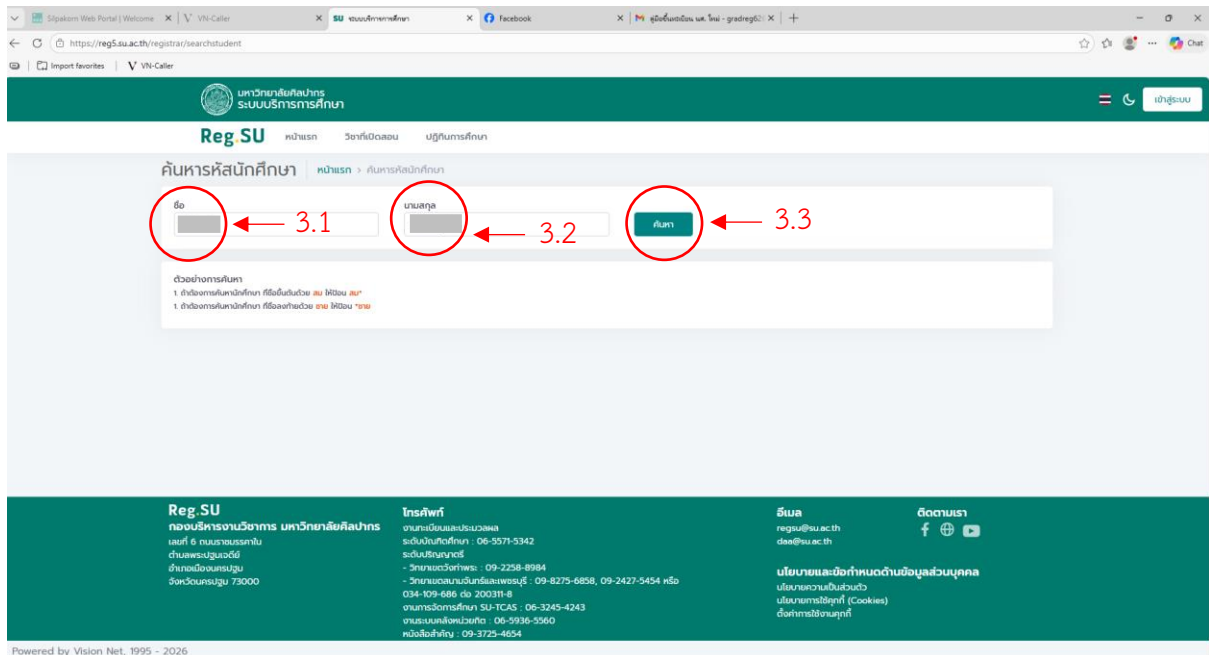 Silpakorn Web Portal | Welcome
VN-Caller
SU ระบบบริการการศึกษา
Facebook
คู่มือขึ้นทะเบียน นศ. ใหม่ - gradreg62
https://reg5.su.ac.th/registrar/searchstudent
Chat
Import favorites
VN-Caller
มหาวิทยาลัยศิลปากร
ระบบบริการการศึกษา
เข้าสู่ระบบ
Reg.SU หน้าแรก วิชาที่เปิดสอน ปฏิทินการศึกษา
ค้นหารหัสนักศึกษา หน้าแรก > ค้นหารหัสนักศึกษา
ชื่อ
นามสกุล
3.1
3.2
ค้นหา
3.3
ตัวอย่างการค้นหา
1. ถ้าต้องการค้นหานักศึกษา ที่ชื่อขึ้นต้นด้วย สม ให้ป้อน สม*
1. ถ้าต้องการค้นหานักศึกษา ที่ชื่อลงท้ายด้วย ชาย ให้ป้อน *ชาย
Reg.SU
กองบริหารงานวิชาการ มหาวิทยาลัยศิลปากร
เลขที่ 6 ถนนราชมรรคาใน
ตำบลพระปฐมเจดีย์
อำเภอเมืองนครปฐม
จังหวัดนครปฐม 73000
โทรศัพท์
งานทะเบียนและประมวลผล
ระดับบัณฑิตศึกษา : 06-5571-5342
ระดับปริญญาตรี
- วิทยาเขตวังท่าพระ : 09-2258-8984
- วิทยาเขตสนามจันทร์และเพชรบุรี : 09-8275-6858, 09-2427-5454 หรือ
034-109-686 ต่อ 200311-8
งานการจัดการศึกษา SU-TCAS : 06-3245-4243
งานระบบคลังหน่วยกิต : 06-5936-5560
หนังสือสำคัญ : 09-3725-4654
อีเมล
regsu@su.ac.th
daa@su.ac.th
ติดตามเรา
นโยบายและข้อกำหนดด้านข้อมูลส่วนบุคคล
นโยบายความเป็นส่วนตัว
นโยบายการใช้คุกกี้ (Cookies)
ตั้งค่าการใช้งานคุกกี้
Powered by Vision Net, 1995 - 2026